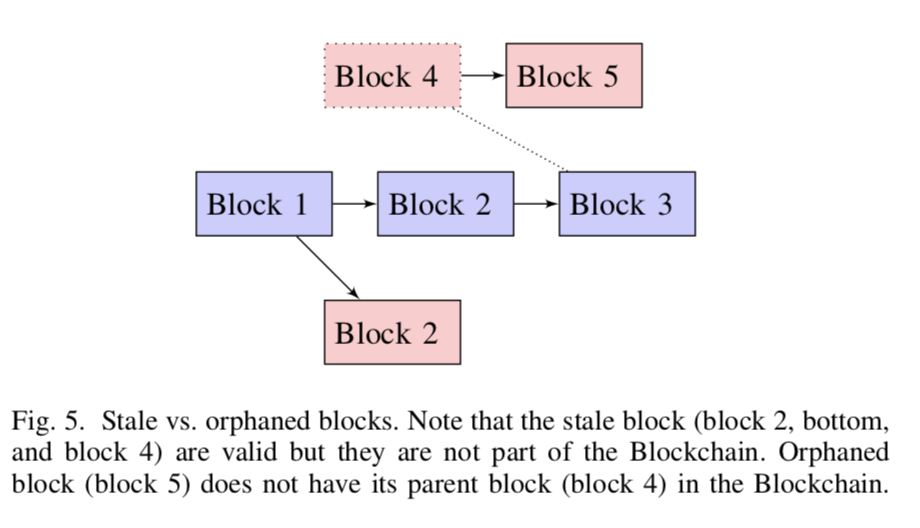 Block 4
Block 5
Block 1
Block 2
Block 3
Block 2
Fig. 5. Stale vs. orphaned blocks. Note that the stale block (block 2, bottom,
and block 4) are valid but they are not part of the Blockchain. Orphaned
block (block 5) does not have its parent block (block 4) in the Blockchain.